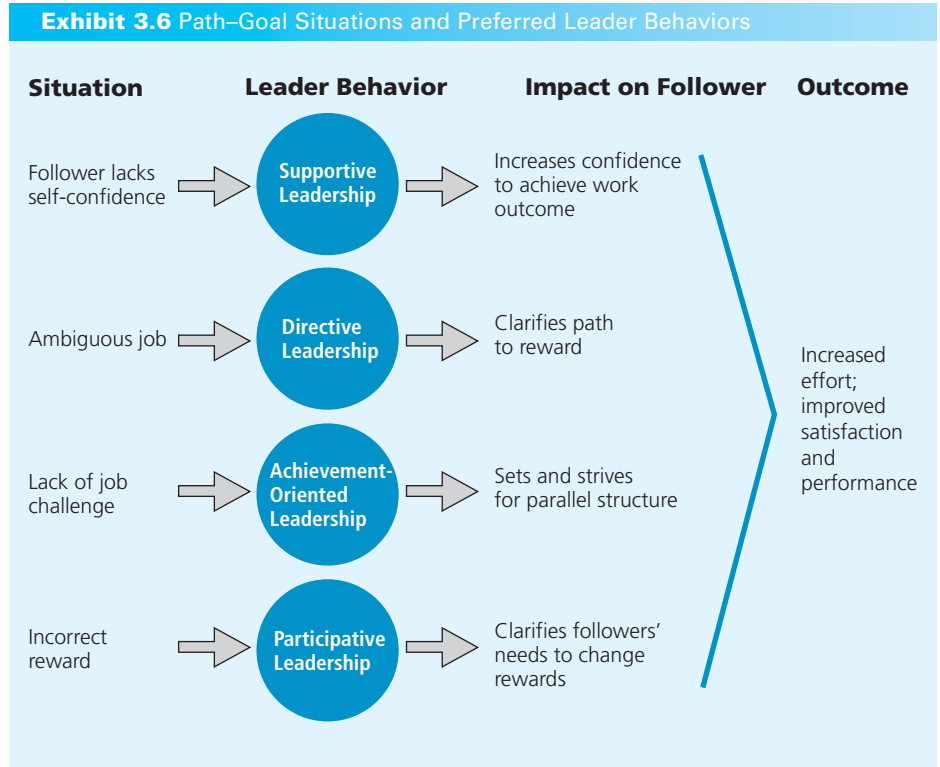 Exhibit 3.6 Path–Goal Situations and Preferred Leader Behaviors
Situation
Leader Behavior
Impact on Follower
Outcome
Follower lacks
self-confidence
Supportive
Leadership
Increases confidence
to achieve work
outcome
Ambiguous job
Directive
Leadership
Clarifies path
to reward
Lack of job
challenge
Achievement-
Oriented
Leadership
Sets and strives
for parallel structure
Incorrect
reward
Participative
Leadership
Clarifies followers’
needs to change
rewards
Increased
effort;
improved
satisfaction
and
performance